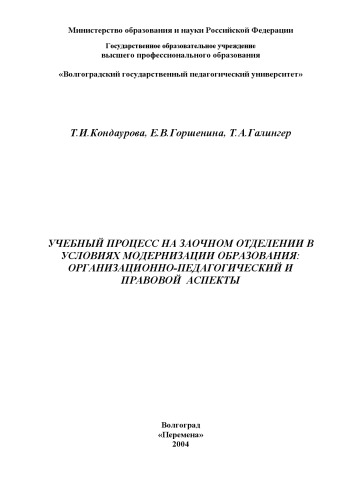 Министерство образования и науки Российской Федерации
Государственное образовательное учреждение
высшего профессионального образования
«Волгоградский государственный педагогический университет»
Т.И.Кондаурова, Е.В.Горшенина, Т.А.Галингер
УЧЕБНЫЙ ПРОЦЕСС НА ЗАОЧНОМ ОТДЕЛЕНИИ В
УСЛОВИЯХ МОДЕРНИЗАЦИИ ОБРАЗОВАНИЯ:
ОРГАНИЗАЦИОННО-ПЕДАГОГИЧЕСКИЙ И
ПРАВОВОЙ АСПЕКТЫ
Волгоград
«Перемена»
2004